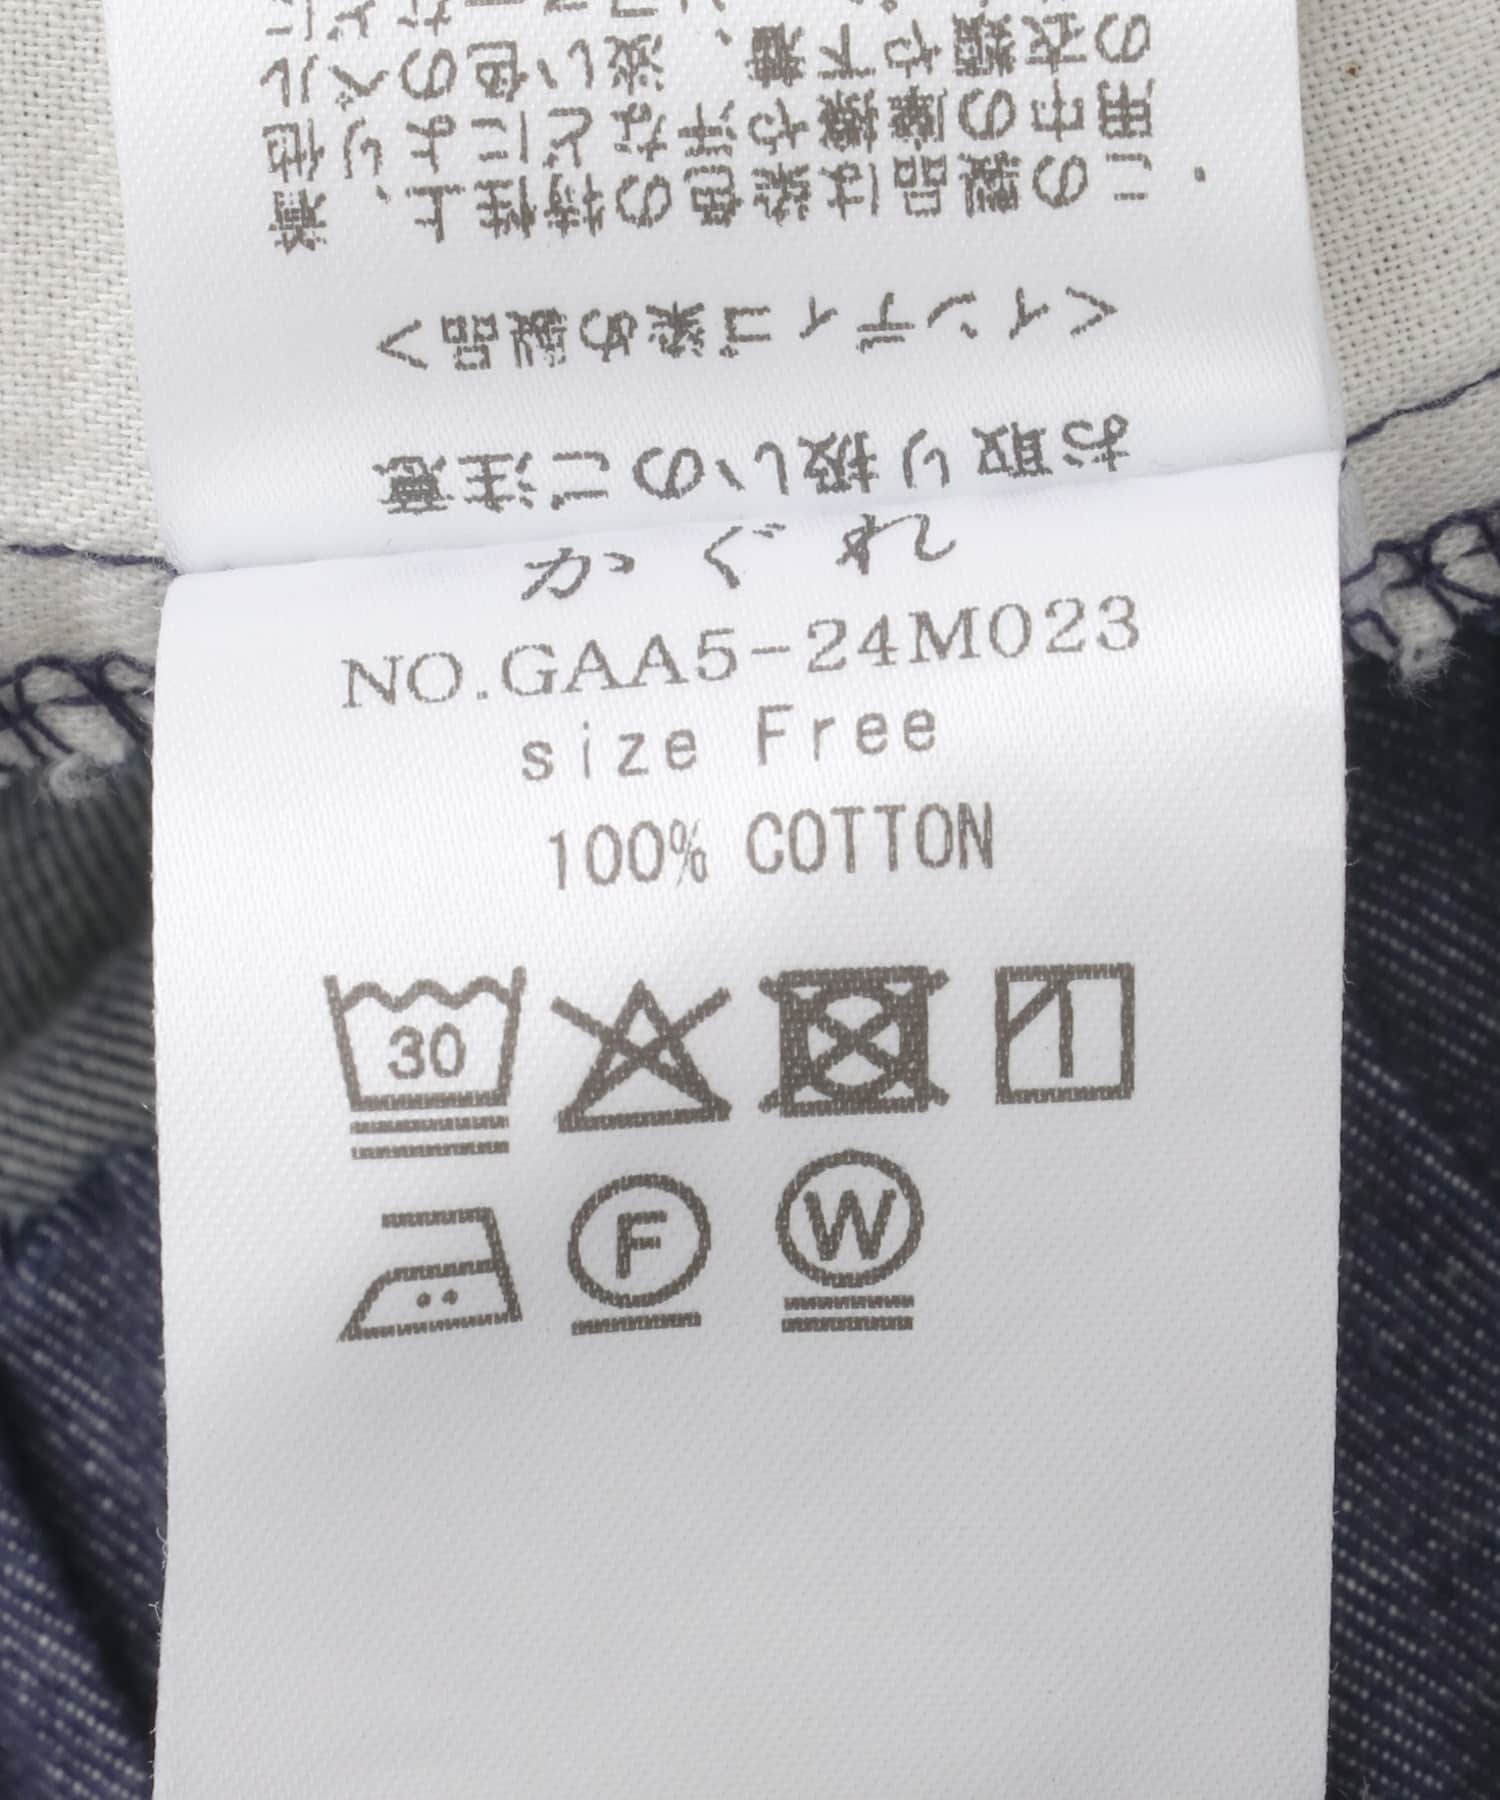 かぐれ
NO.GAA5-24M023
size Free
100% COTTON
30
F W
お取り扱いのご注意
<インディゴ染め製品>
・この製品は染色の特性上、着
用中の摩擦や汗などにより他
の衣類や下着、淡い色のベル